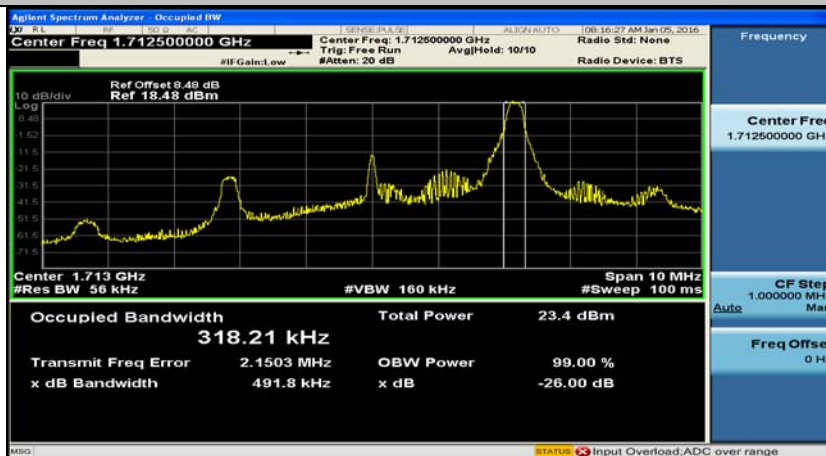 Agilent Spectrum Analyzer - Occupied BW
RL RF 50 Ω AC SENSE:PULSE ALIGN AUTO 08:16:27 AM Jan 05, 2016
Center Freq 1.712500000 GHz Center Freq: 1.712500000 GHz Radio Std: None Frequency
Trig: Free Run Avg|Hold: 10/10
#IFGain:Low #Atten: 20 dB Radio Device: BTS
Ref Offset 8.48 dB
10 dB/div Ref 18.48 dBm
Log
8.48
-1.52
-11.5
-21.5
-31.5
-41.5
-51.5
-61.5
-71.5
Center Freq
1.712500000 GH
Center 1.713 GHz Span 10 MHz
#Res BW 56 kHz #VBW 160 kHz #Sweep 100 ms
CF Step
1.000000 MH
Auto Ma
Occupied Bandwidth Total Power 23.4 dBm
318.21 kHz
Transmit Freq Error 2.1503 MHz OBW Power 99.00 %
x dB Bandwidth 491.8 kHz x dB -26.00 dB
Freq Offse
0 H
MSG STATUS Input Overload;ADC over range